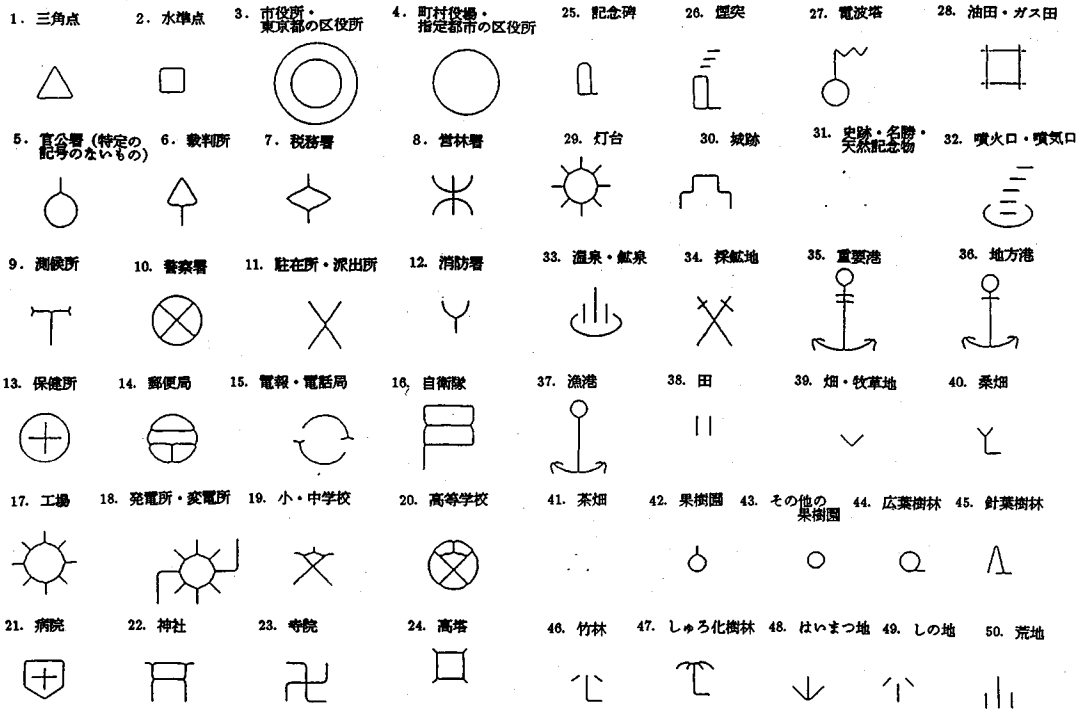 1. 三角点
2. 水準点
3. 市役所・
東京都の区役所
4. 町村役場・
指定都市の区役所
25. 記念碑
26. 煙突
27. 電波塔
28. 油田・ガス田
5. 官公署(特定の
記号のないもの)
6. 裁判所
7. 税務署
8. 営林署
29. 灯台
30. 城跡
31. 史跡・名勝・
天然記念物
32. 噴火口・噴気口
9. 測候所
10. 警察署
11. 駐在所・派出所
12. 消防署
33. 温泉・鉱泉
34. 採鉱地
35. 重要港
36. 地方港
13. 保健所
14. 郵便局
15. 電報・電話局
16. 自衛隊
37. 漁港
38. 田
39. 畑・牧草地
40. 桑畑
17. 工場
18. 発電所・変電所
19. 小・中学校
20. 高等学校
41. 茶畑
42. 果樹園
43. その他の
果樹園
44. 広葉樹林
45. 針葉樹林
21. 病院
22. 神社
23. 寺院
24. 高塔
46. 竹林
47. しゅろ化樹林
48. はいまつ地
49. しの地
50. 荒地